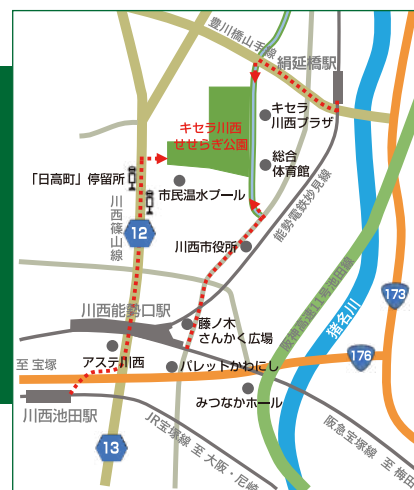 豊川橋山手線
絹延橋駅
キセラ
川西プラザ
キセラ川西
せせらぎ公園
総合
体育館
「日高町」停留所
市民温水プール
能勢電鉄妙見線
川西篠山線
12
川西市役所
阪神高速11号池田線
猪名川
173
川西能勢口駅
藤ノ木
さんかく広場
至 宝塚
アステ川西
パレットかわにし
176
みつなかホール
川西池田駅
13
JR宝塚線 至 大阪・尼崎
阪急宝塚線 至 梅田